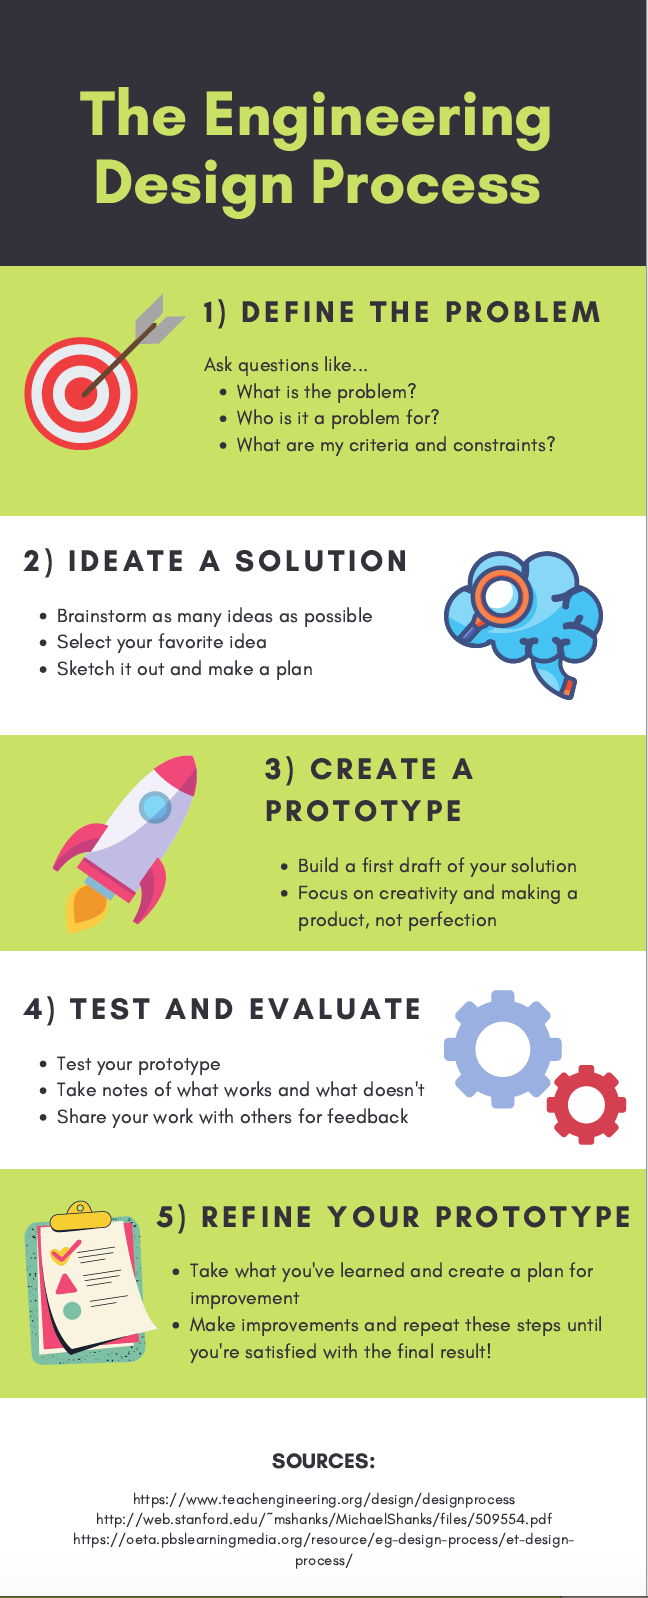 The Engineering
Design Process
1) DEFINE THE PROBLEM
Ask questions like...
• What is the problem?
• Who is it a problem for?
• What are my criteria and constraints?
2) IDEATE A SOLUTION
• Brainstorm as many ideas as possible
• Select your favorite idea
• Sketch it out and make a plan
3) CREATE A
PROTOTYPE
• Build a first draft of your solution
• Focus on creativity and making a
product, not perfection
4) TEST AND EVALUATE
• Test your prototype
• Take notes of what works and what doesn't
• Share your work with others for feedback
5) REFINE YOUR PROTOTYPE
• Take what you've learned and create a plan for
improvement
• Make improvements and repeat these steps until
you're satisfied with the final result!
SOURCES:
https://www.teachengineering.org/design/designprocess
http://web.stanford.edu/~mshanks/MichaelShanks/files/509554.pdf
https://oeta.pbslearningmedia.org/resource/eg-design-process/et-design-
process/